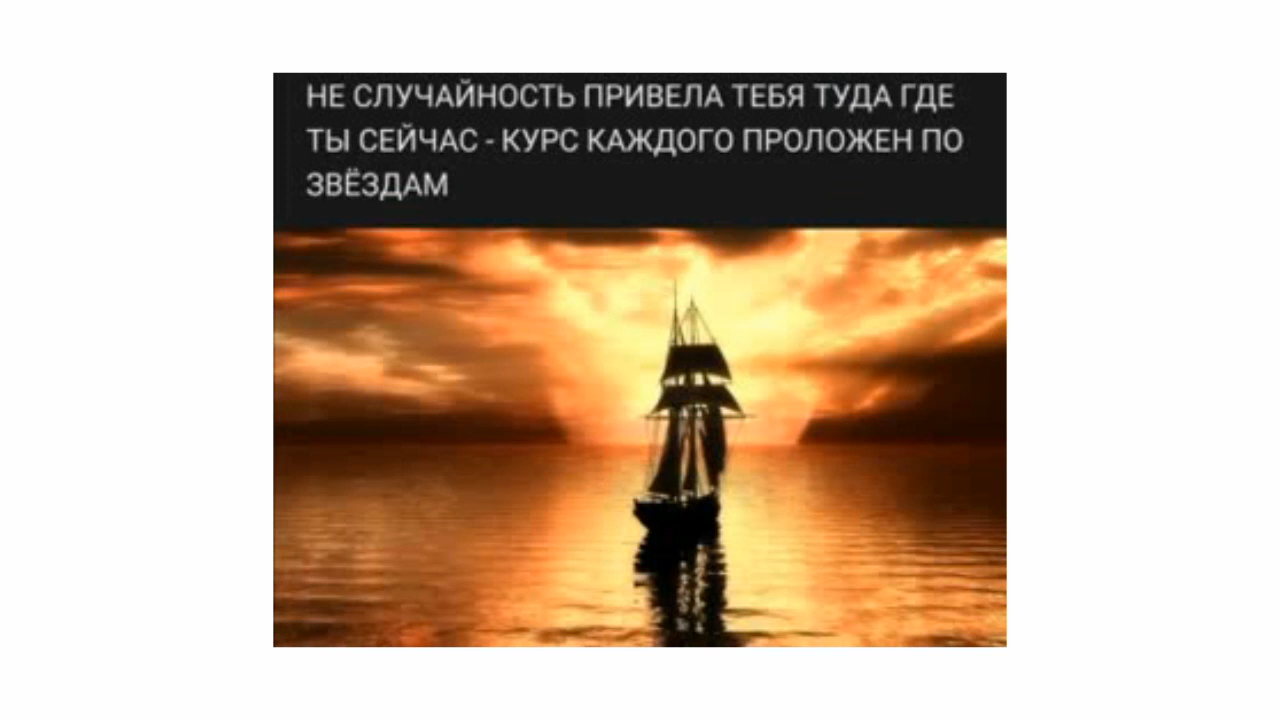 НЕ СЛУЧАЙНОСТЬ ПРИВЕЛА ТЕБЯ ТУДА ГДЕ
ТЫ СЕЙЧАС - КУРС КАЖДОГО ПРОЛОЖЕН ПО
ЗВЁЗДАМ